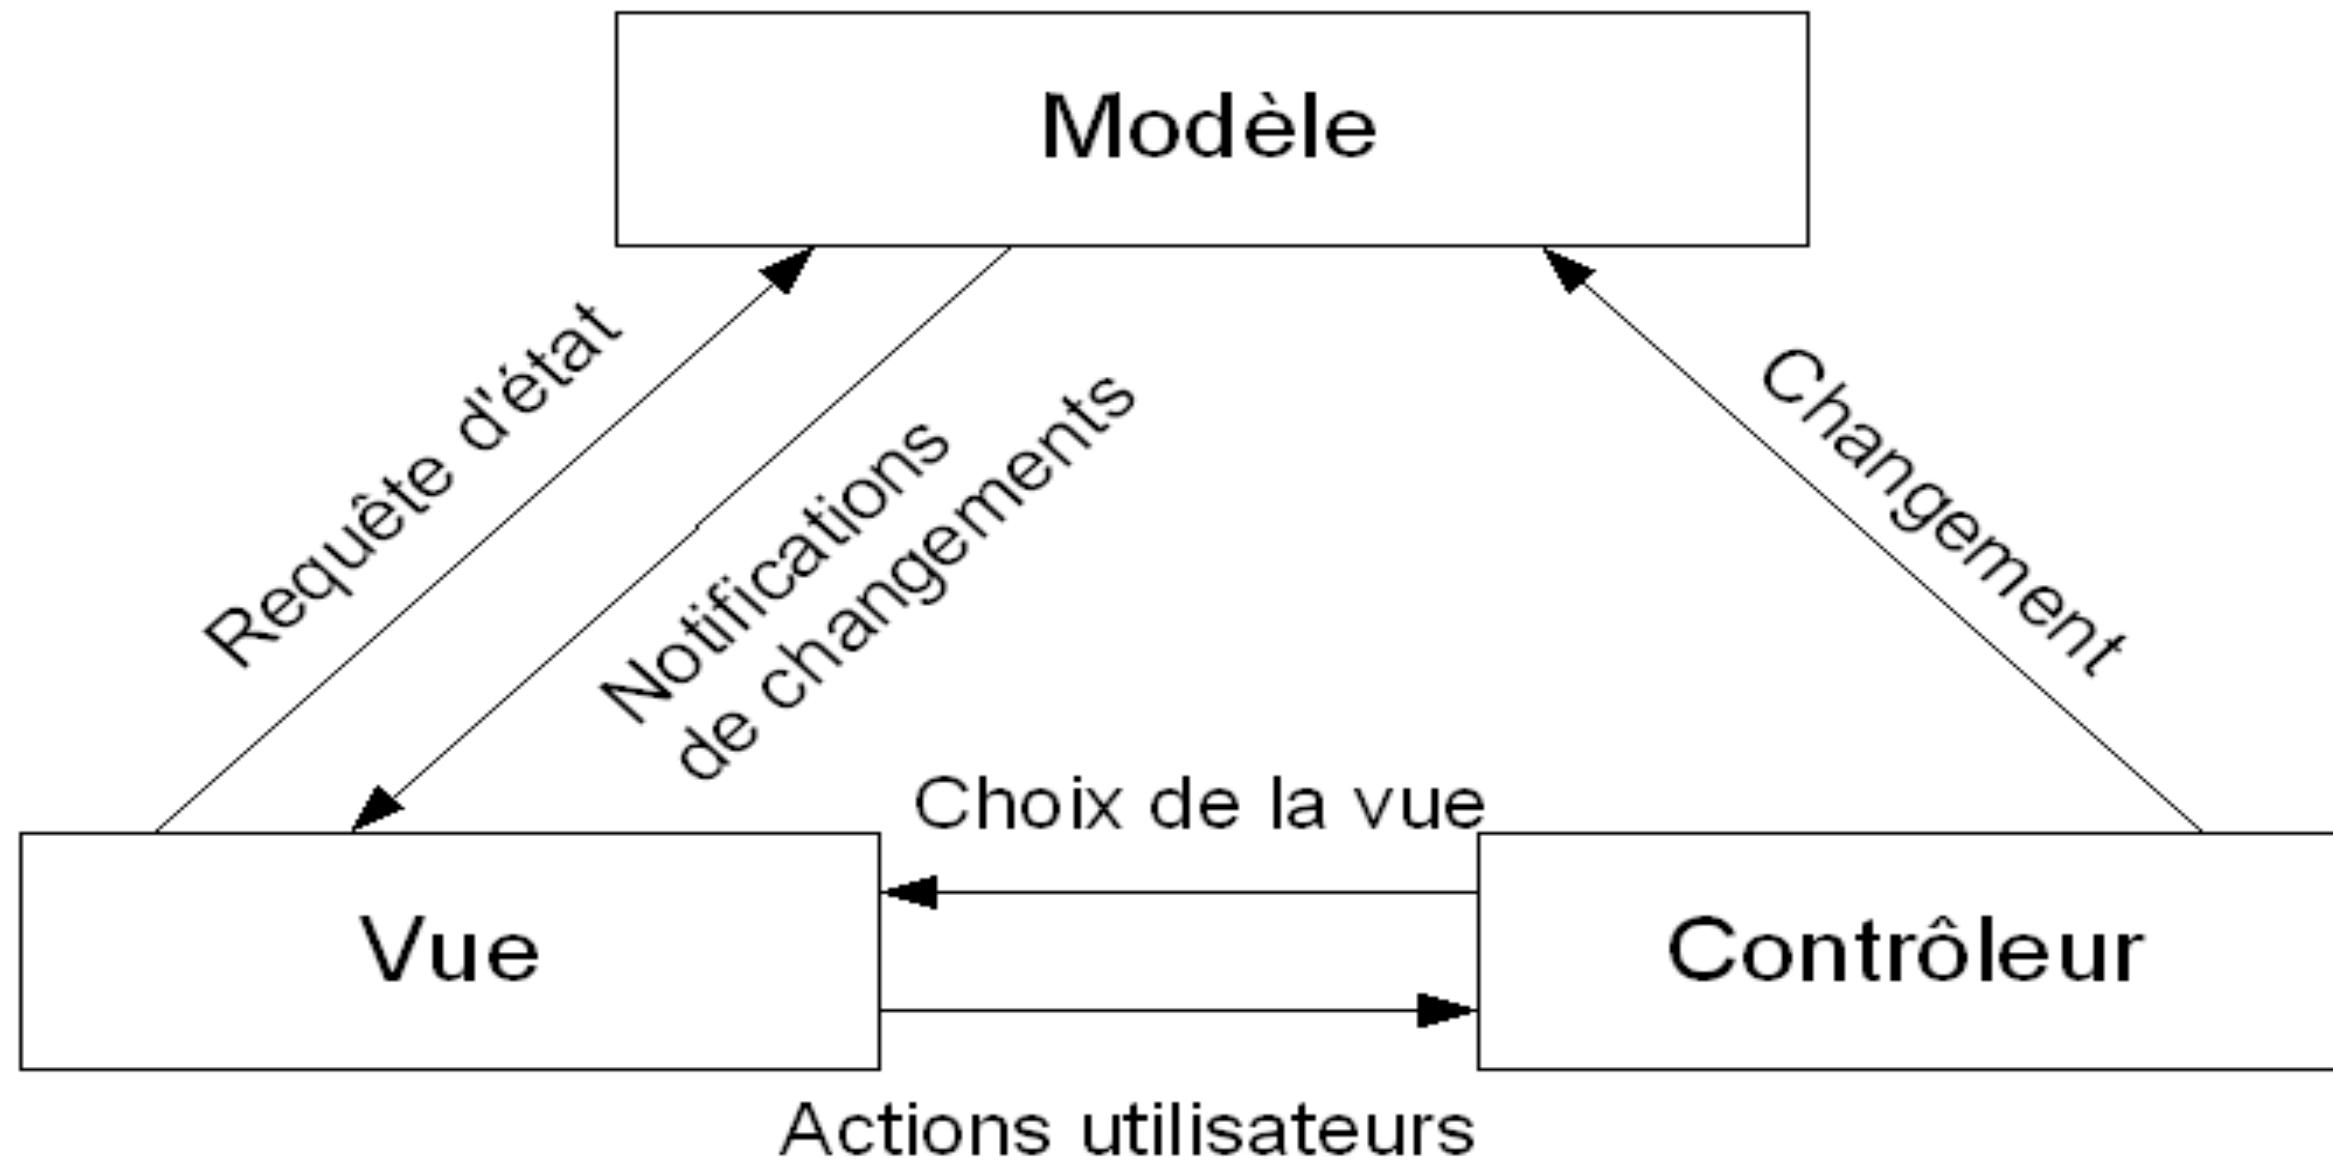 Modèle
Requête d'état
Notifications
de changements
Changement
Choix de la vue
Vue
Contrôleur
Actions utilisateurs